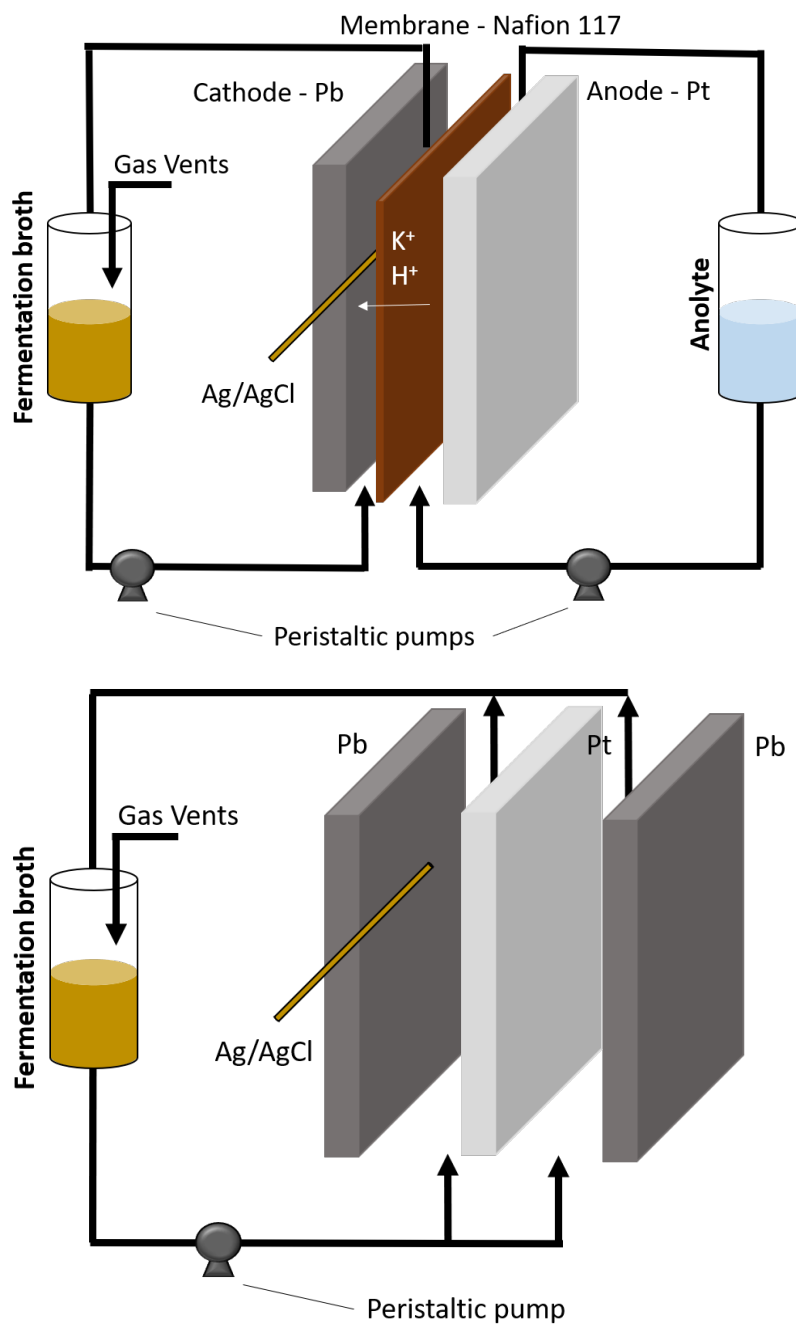 Membrane - Nafion 117
Cathode - Pb
Anode - Pt
Gas Vents
Fermentation broth
K⁺
H⁺
Anolyte
Ag/AgCl
Peristaltic pumps
Pb
Pt
Pb
Gas Vents
Fermentation broth
Ag/AgCl
Peristaltic pump